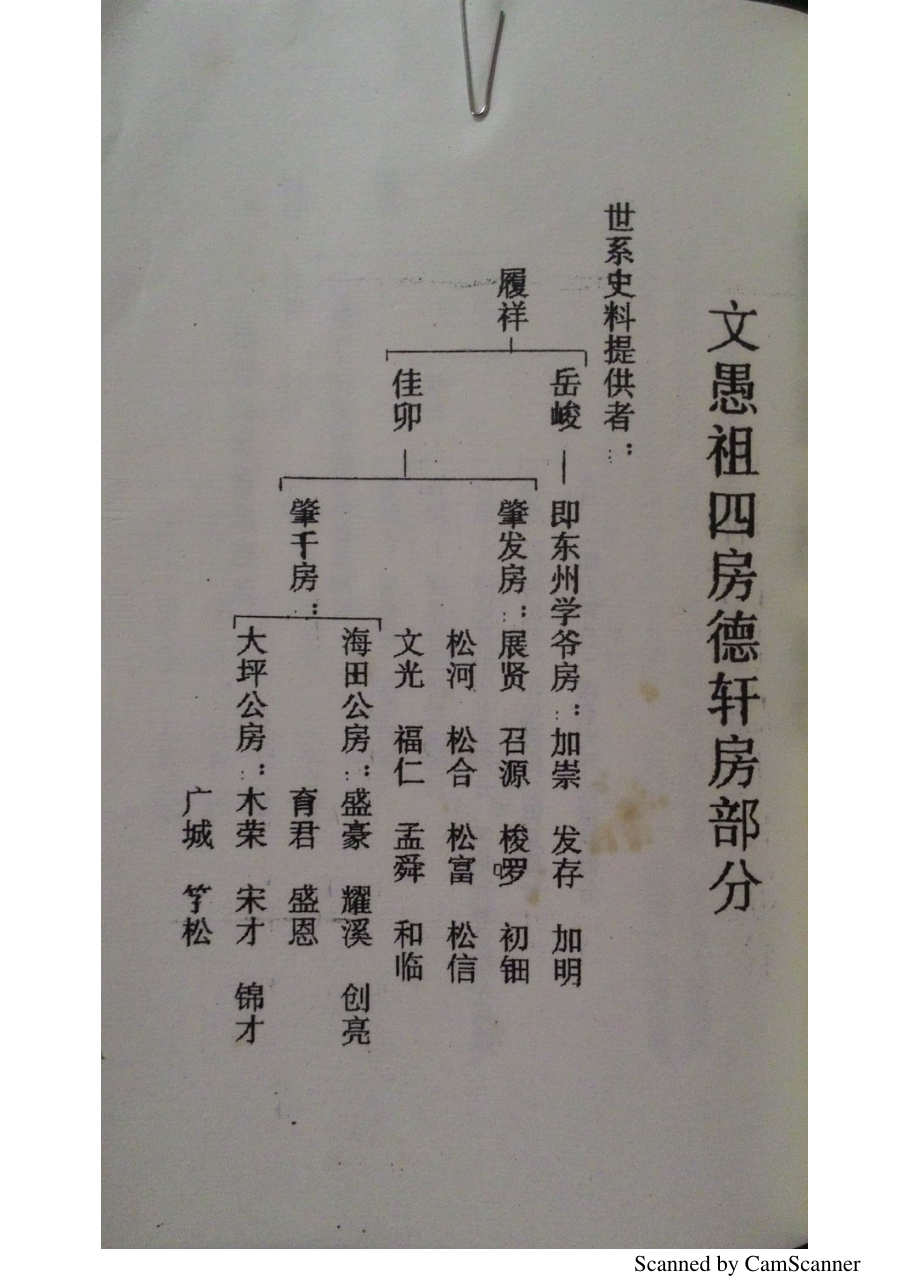 文愚祖四房德轩房部分
世系史料提供者：
岳峻 即东州学爷房：加崇 发存 加明
履祥 肇发房：展贤 召源 梭罗 初钿
松河 松合 松富 松信
佳卯 文光 福仁 孟舜 和临
海田公房：盛豪 耀溪 创亮
肇千房： 育君 盛恩
大坪公房：木荣 宋才 锦才
广城 松
Scanned by CamScanner